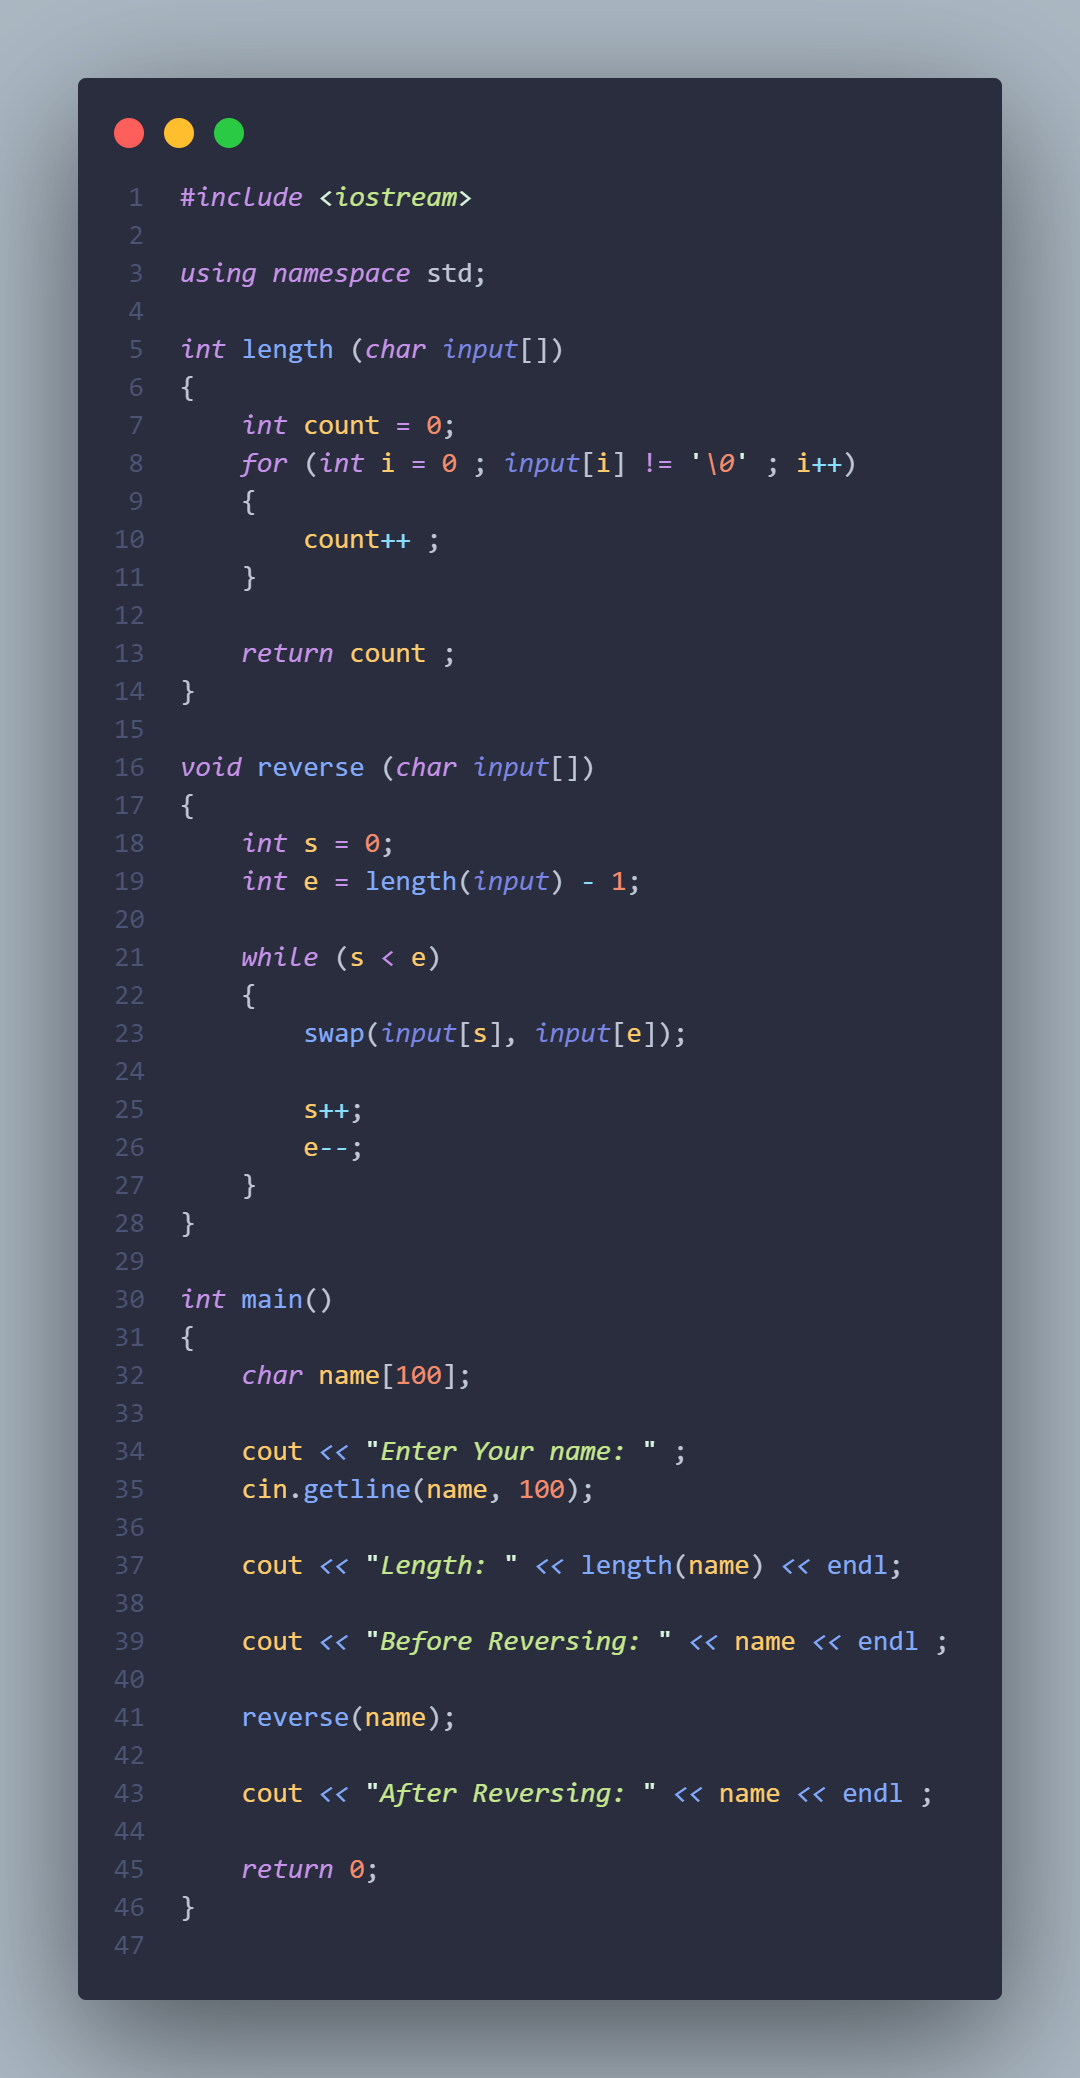 1 #include <iostream>
2
3 using namespace std;
4
5 int length (char input[])
6 {
7     int count = 0;
8     for (int i = 0 ; input[i] != '\0' ; i++)
9     {
10         count++ ;
11     }
12
13     return count ;
14 }
15
16 void reverse (char input[])
17 {
18     int s = 0;
19     int e = length(input) - 1;
20
21     while (s < e)
22     {
23         swap(input[s], input[e]);
24
25         s++;
26         e--;
27     }
28 }
29
30 int main()
31 {
32     char name[100];
33
34     cout << "Enter Your name: " ;
35     cin.getline(name, 100);
36
37     cout << "Length: " << length(name) << endl;
38
39     cout << "Before Reversing: " << name << endl ;
40
41     reverse(name);
42
43     cout << "After Reversing: " << name << endl ;
44
45     return 0;
46 }
47